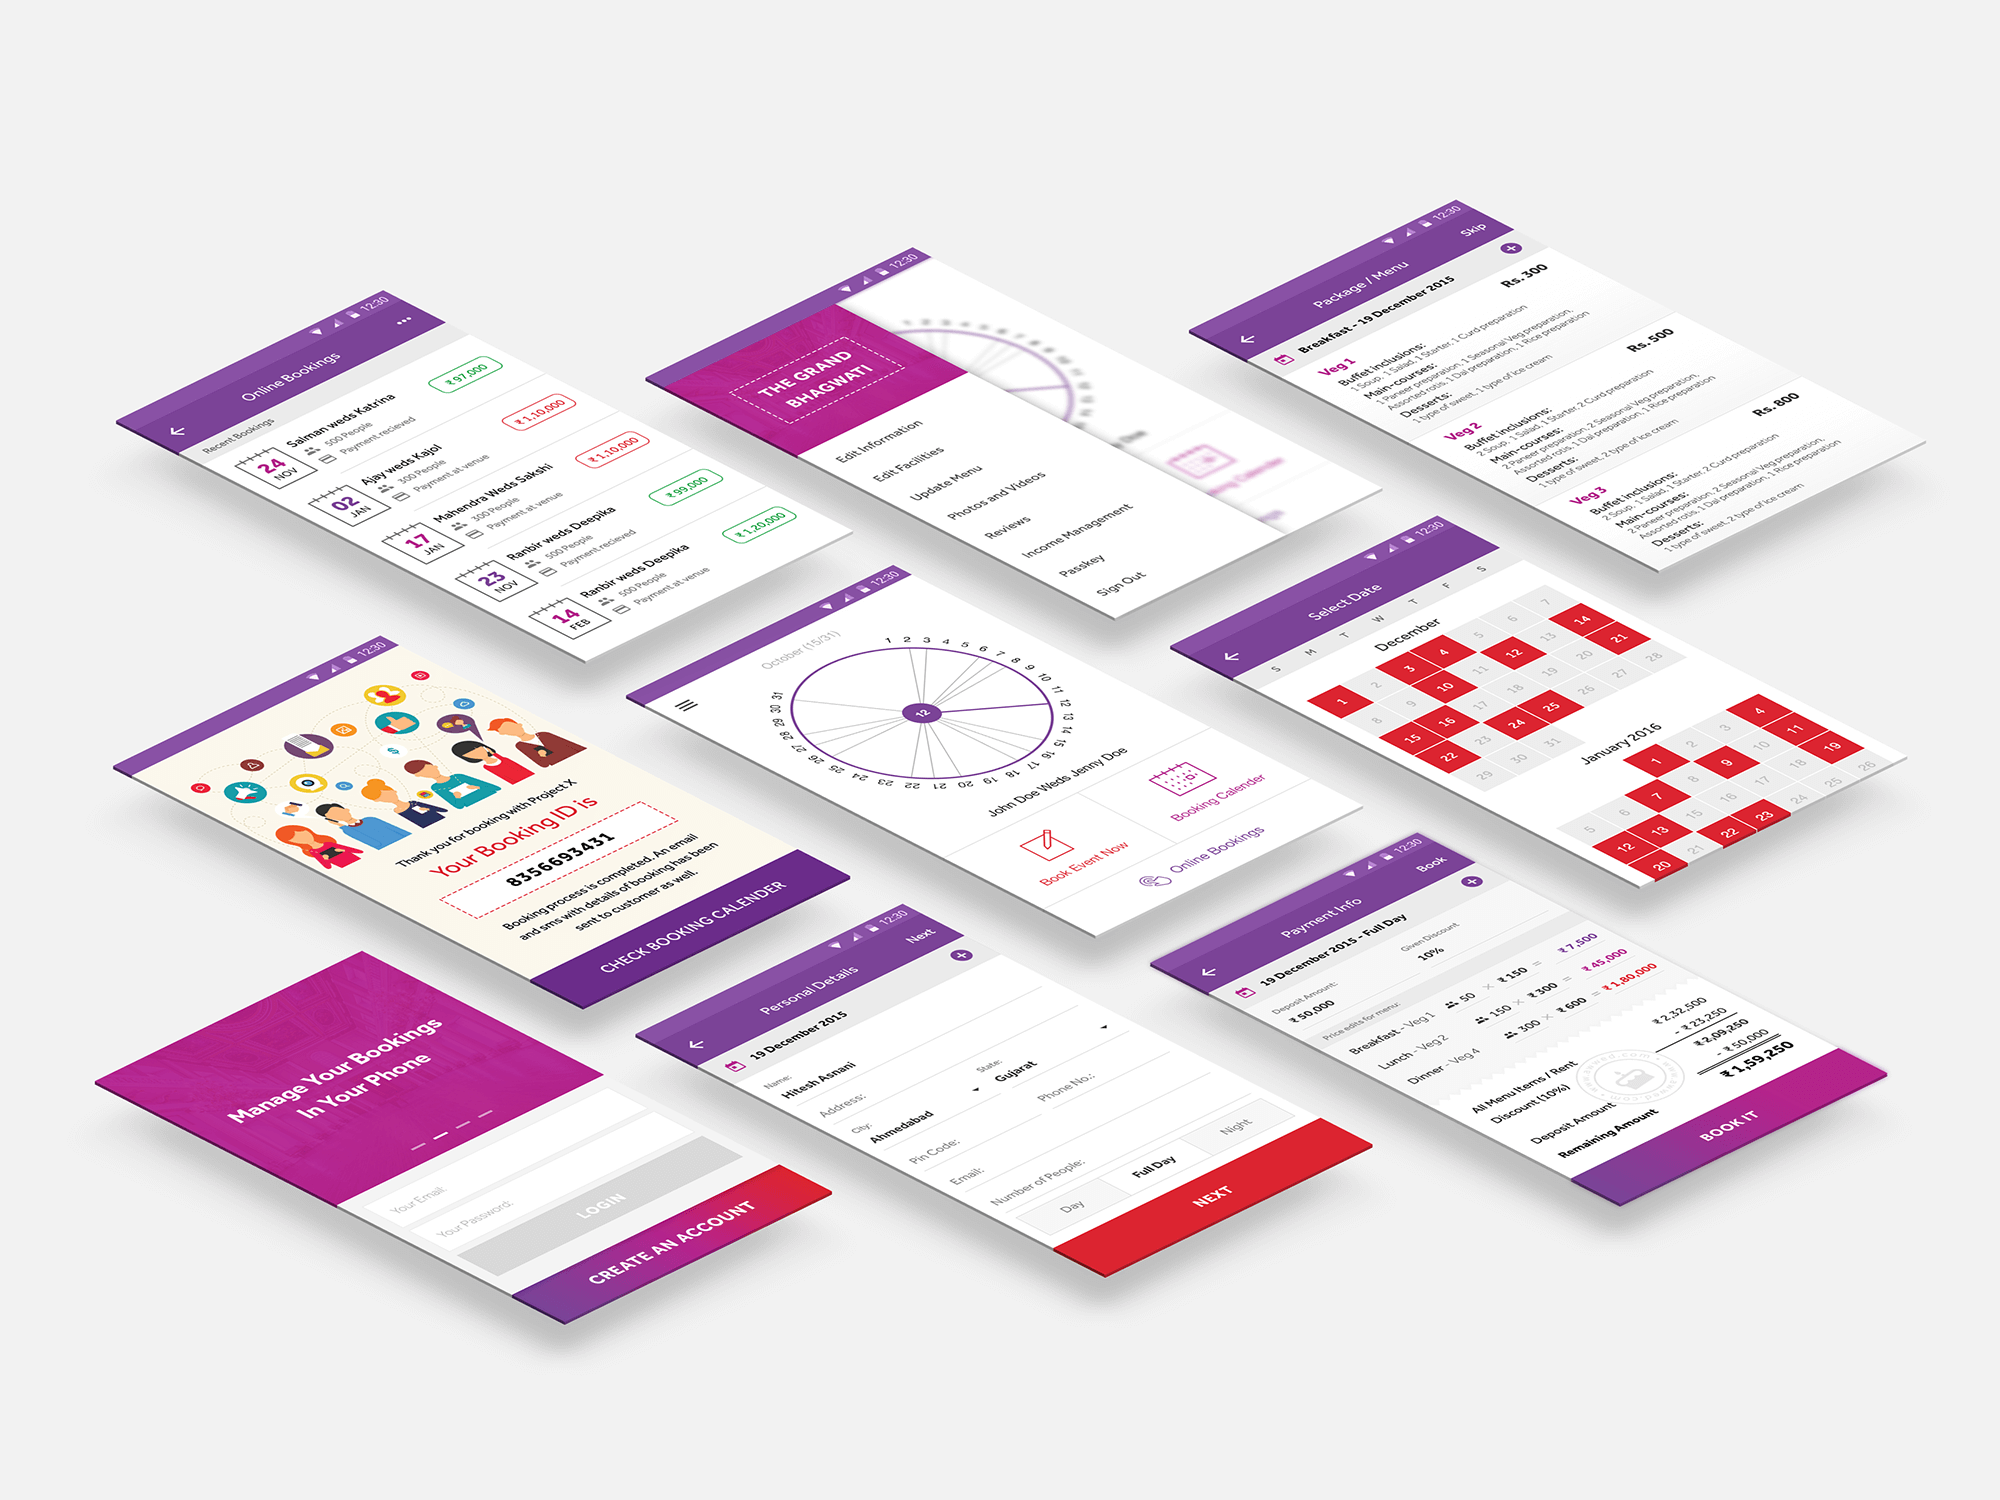 12:30
Online Bookings
Recent Bookings
24
NOV
Salman weds Katrina
500 People
Payment recieved
₹ 97,000
02
JAN
Ajay weds Kajol
300 People
Payment at venue
₹ 1,10,000
17
JAN
Mahendra Weds Sakshi
300 People
Payment at venue
₹ 1,10,000
23
NOV
Ranbir weds Deepika
500 People
Payment recieved
₹ 99,000
14
FEB
Ranbir weds Deepika
500 People
Payment at venue
₹ 1,20,000
12:30
THE GRAND
BHAGWATI
Edit Information
Edit Facilities
Update Menu
Photos and Videos
Reviews
Income Management
Passkey
Sign Out
12:30
Skip
Package / Menu
Breakfast - 19 December 2015
Veg 1
Rs.300
Buffet inclusions:
1 Soup, 1 Salad, 1 Starter, 1 Curd preparation
Main-courses:
1 Paneer preparation, 1 Seasonal Veg preparation,
Assorted rotis, 1 Dal preparation, 1 Rice preparation
Desserts:
1 type of sweet, 1 type of ice cream
Veg 2
Rs.500
Buffet inclusions:
2 Soup, 1 Salad, 1 Starter, 2 Curd preparation
Main-courses:
2 Paneer preparation, 2 Seasonal Veg preparation,
Assorted rotis, 1 Dal preparation, 1 Rice preparation
Desserts:
1 type of sweet, 2 type of ice cream
Veg 3
Rs.800
Buffet inclusions:
2 Soup, 1 Salad, 1 Starter, 2 Curd preparation
Main-courses:
2 Paneer preparation, 2 Seasonal Veg preparation,
Assorted rotis, 1 Dal preparation, 1 Rice preparation
Desserts:
1 type of sweet, 2 type of ice cream
12:30
Thank you for booking with Project X
Your Booking ID is
8356693431
Booking process is completed. An email
and sms with details of booking has been
sent to customer as well.
CHECK BOOKING CALENDER
12:30
October (15/31)
1 2 3 4 5 6 7 8 9 10 11 12 13 14 15 16 17 18 19 20 21 22 23 24 25 26 27 28 29 30 31
12
John Doe Weds Jenny Doe
Book Event Now
Booking Calender
Online Bookings
12:30
Select Date
S M T W T F S
December
1 2 3 4 5 6 7
8 9 10 11 12 13 14
15 16 17 18 19 20 21
22 23 24 25 26 27 28
29 30 31
January 2016
1 2 3 4
5 6 7 8 9 10 11
12 13 15 16 17 18 19
20 21 22 23 24 25 26
Manage Your Bookings
In Your Phone
Your Email:
Your Password:
LOGIN
CREATE AN ACCOUNT
12:30
Next
Personal Details
19 December 2015
Name:
Hitesh Asnani
Address:
City:
Ahmedabad
State:
Gujarat
Pin Code:
Phone No.:
Email:
Number of People:
Day
Full Day
Night
NEXT
12:30
Book
Payment Info
19 December 2015 - Full Day
Deposit Amount:
₹ 50,000
Given Discount
10%
Price edits for menu:
Breakfast - Veg 1 50 × ₹ 150 = ₹ 7,500
Lunch - Veg 2 150 × ₹ 300 = ₹ 45,000
Dinner - Veg 4 300 × ₹ 600 = ₹ 1,80,000
All Menu Items / Rent ₹ 2,32,500
Discount (10%) - ₹ 23,250
₹ 2,09,250
Deposit Amount - ₹ 50,000
Remaining Amount ₹ 1,59,250
BOOK IT